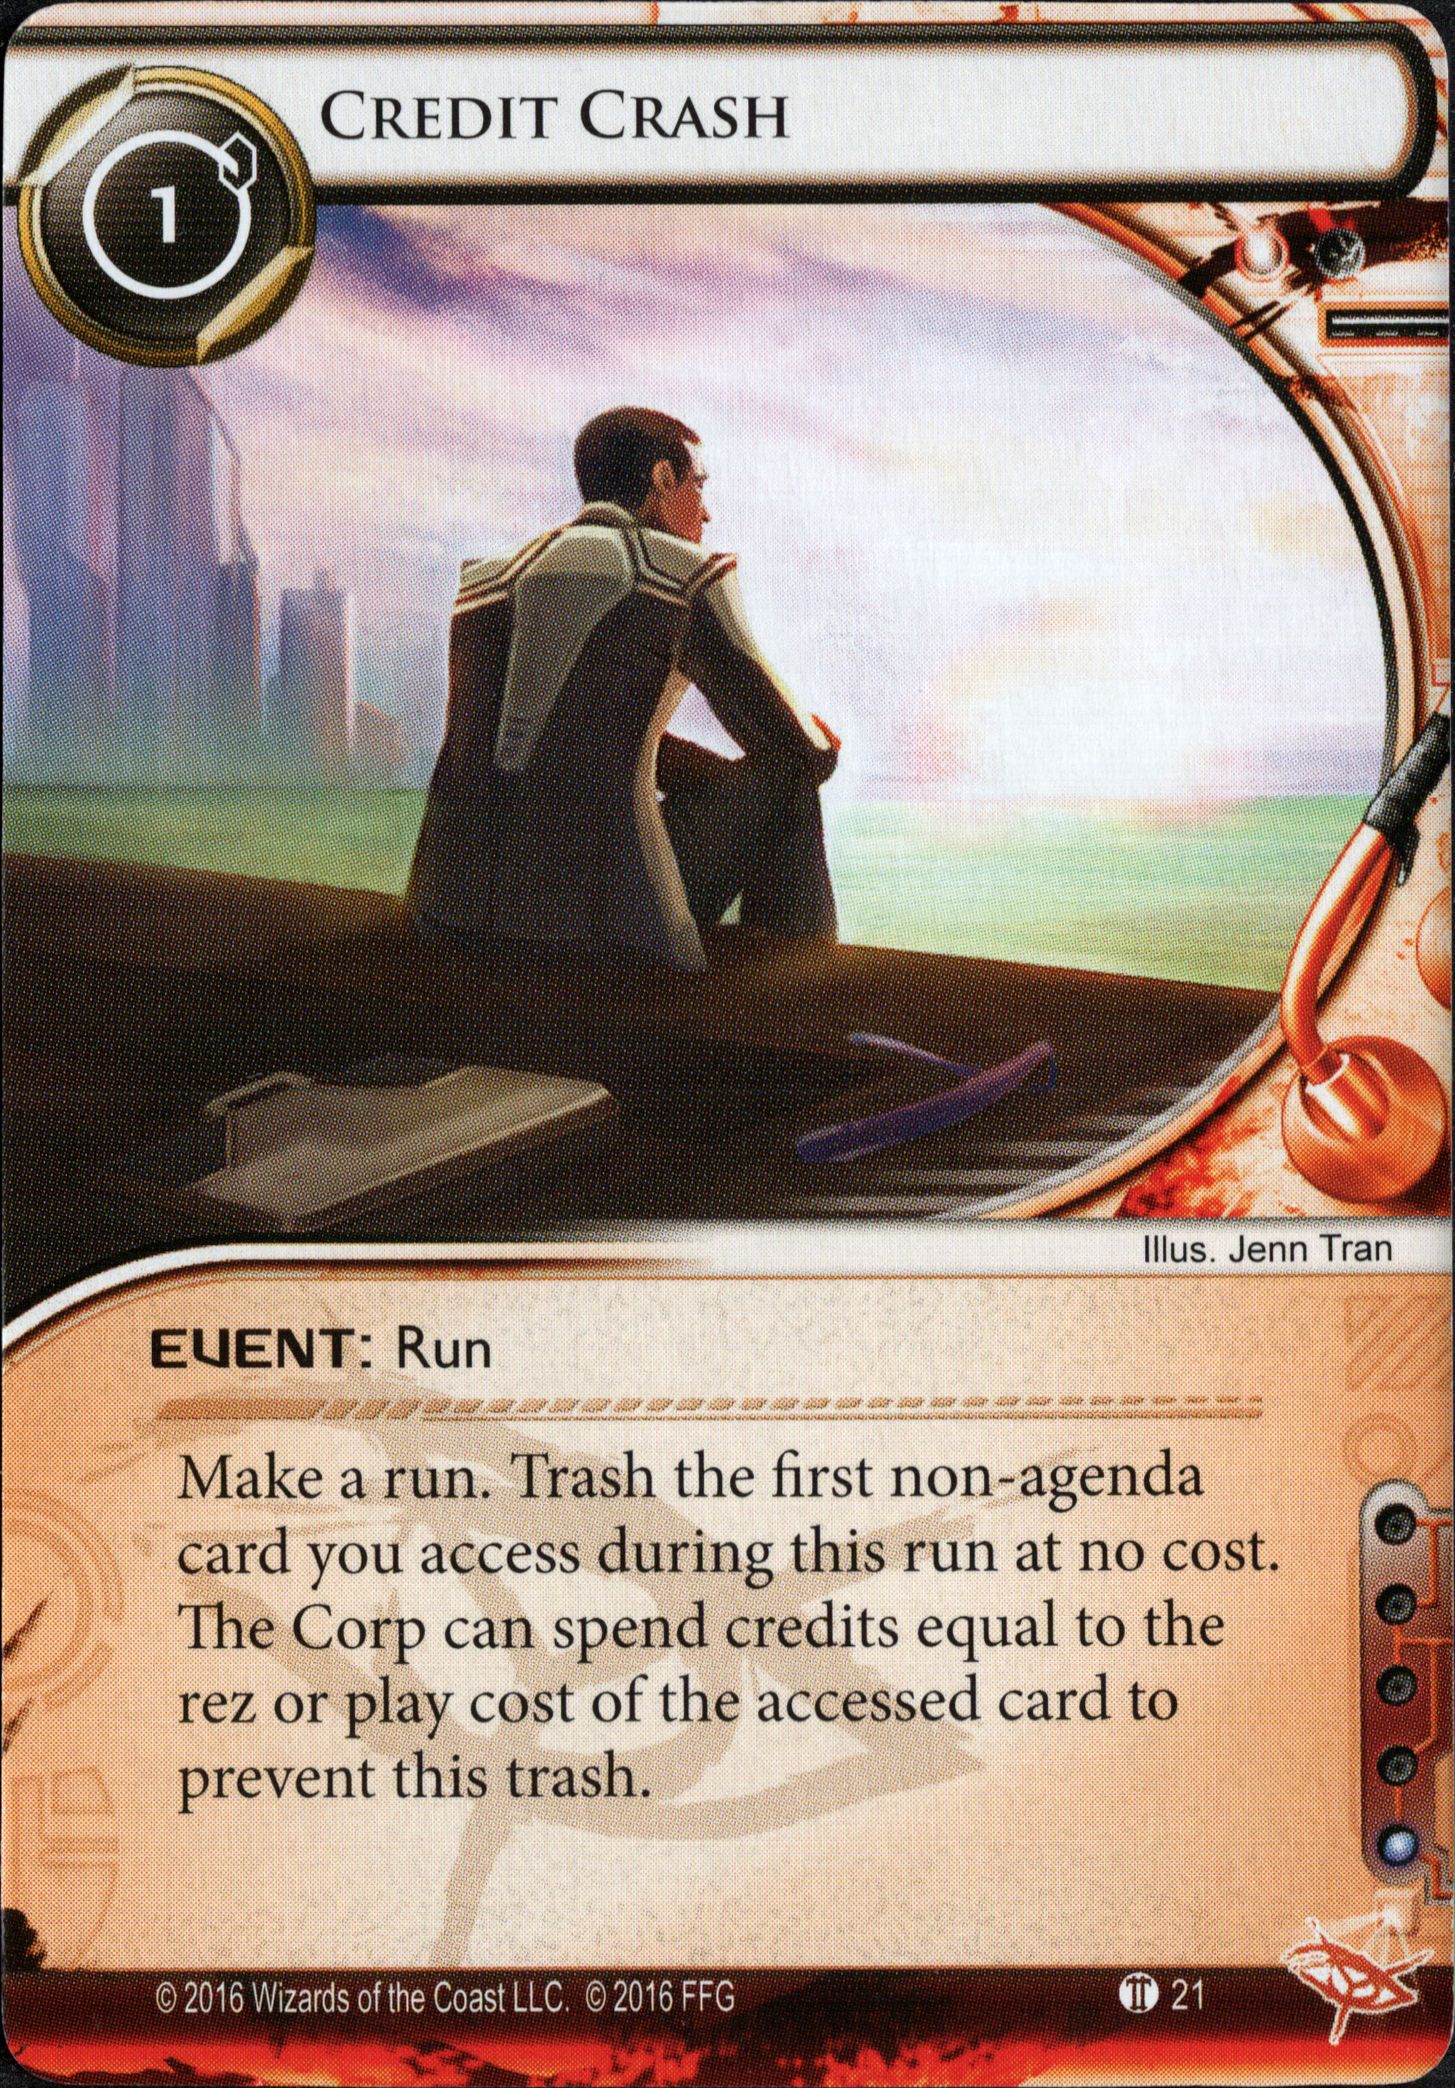 1
CREDIT CRASH
Illus. Jenn Tran
EVENT: Run
Make a run. Trash the first non-agenda
card you access during this run at no cost.
The Corp can spend credits equal to the
rez or play cost of the accessed card to
prevent this trash.
© 2016 Wizards of the Coast LLC. © 2016 FFG
21